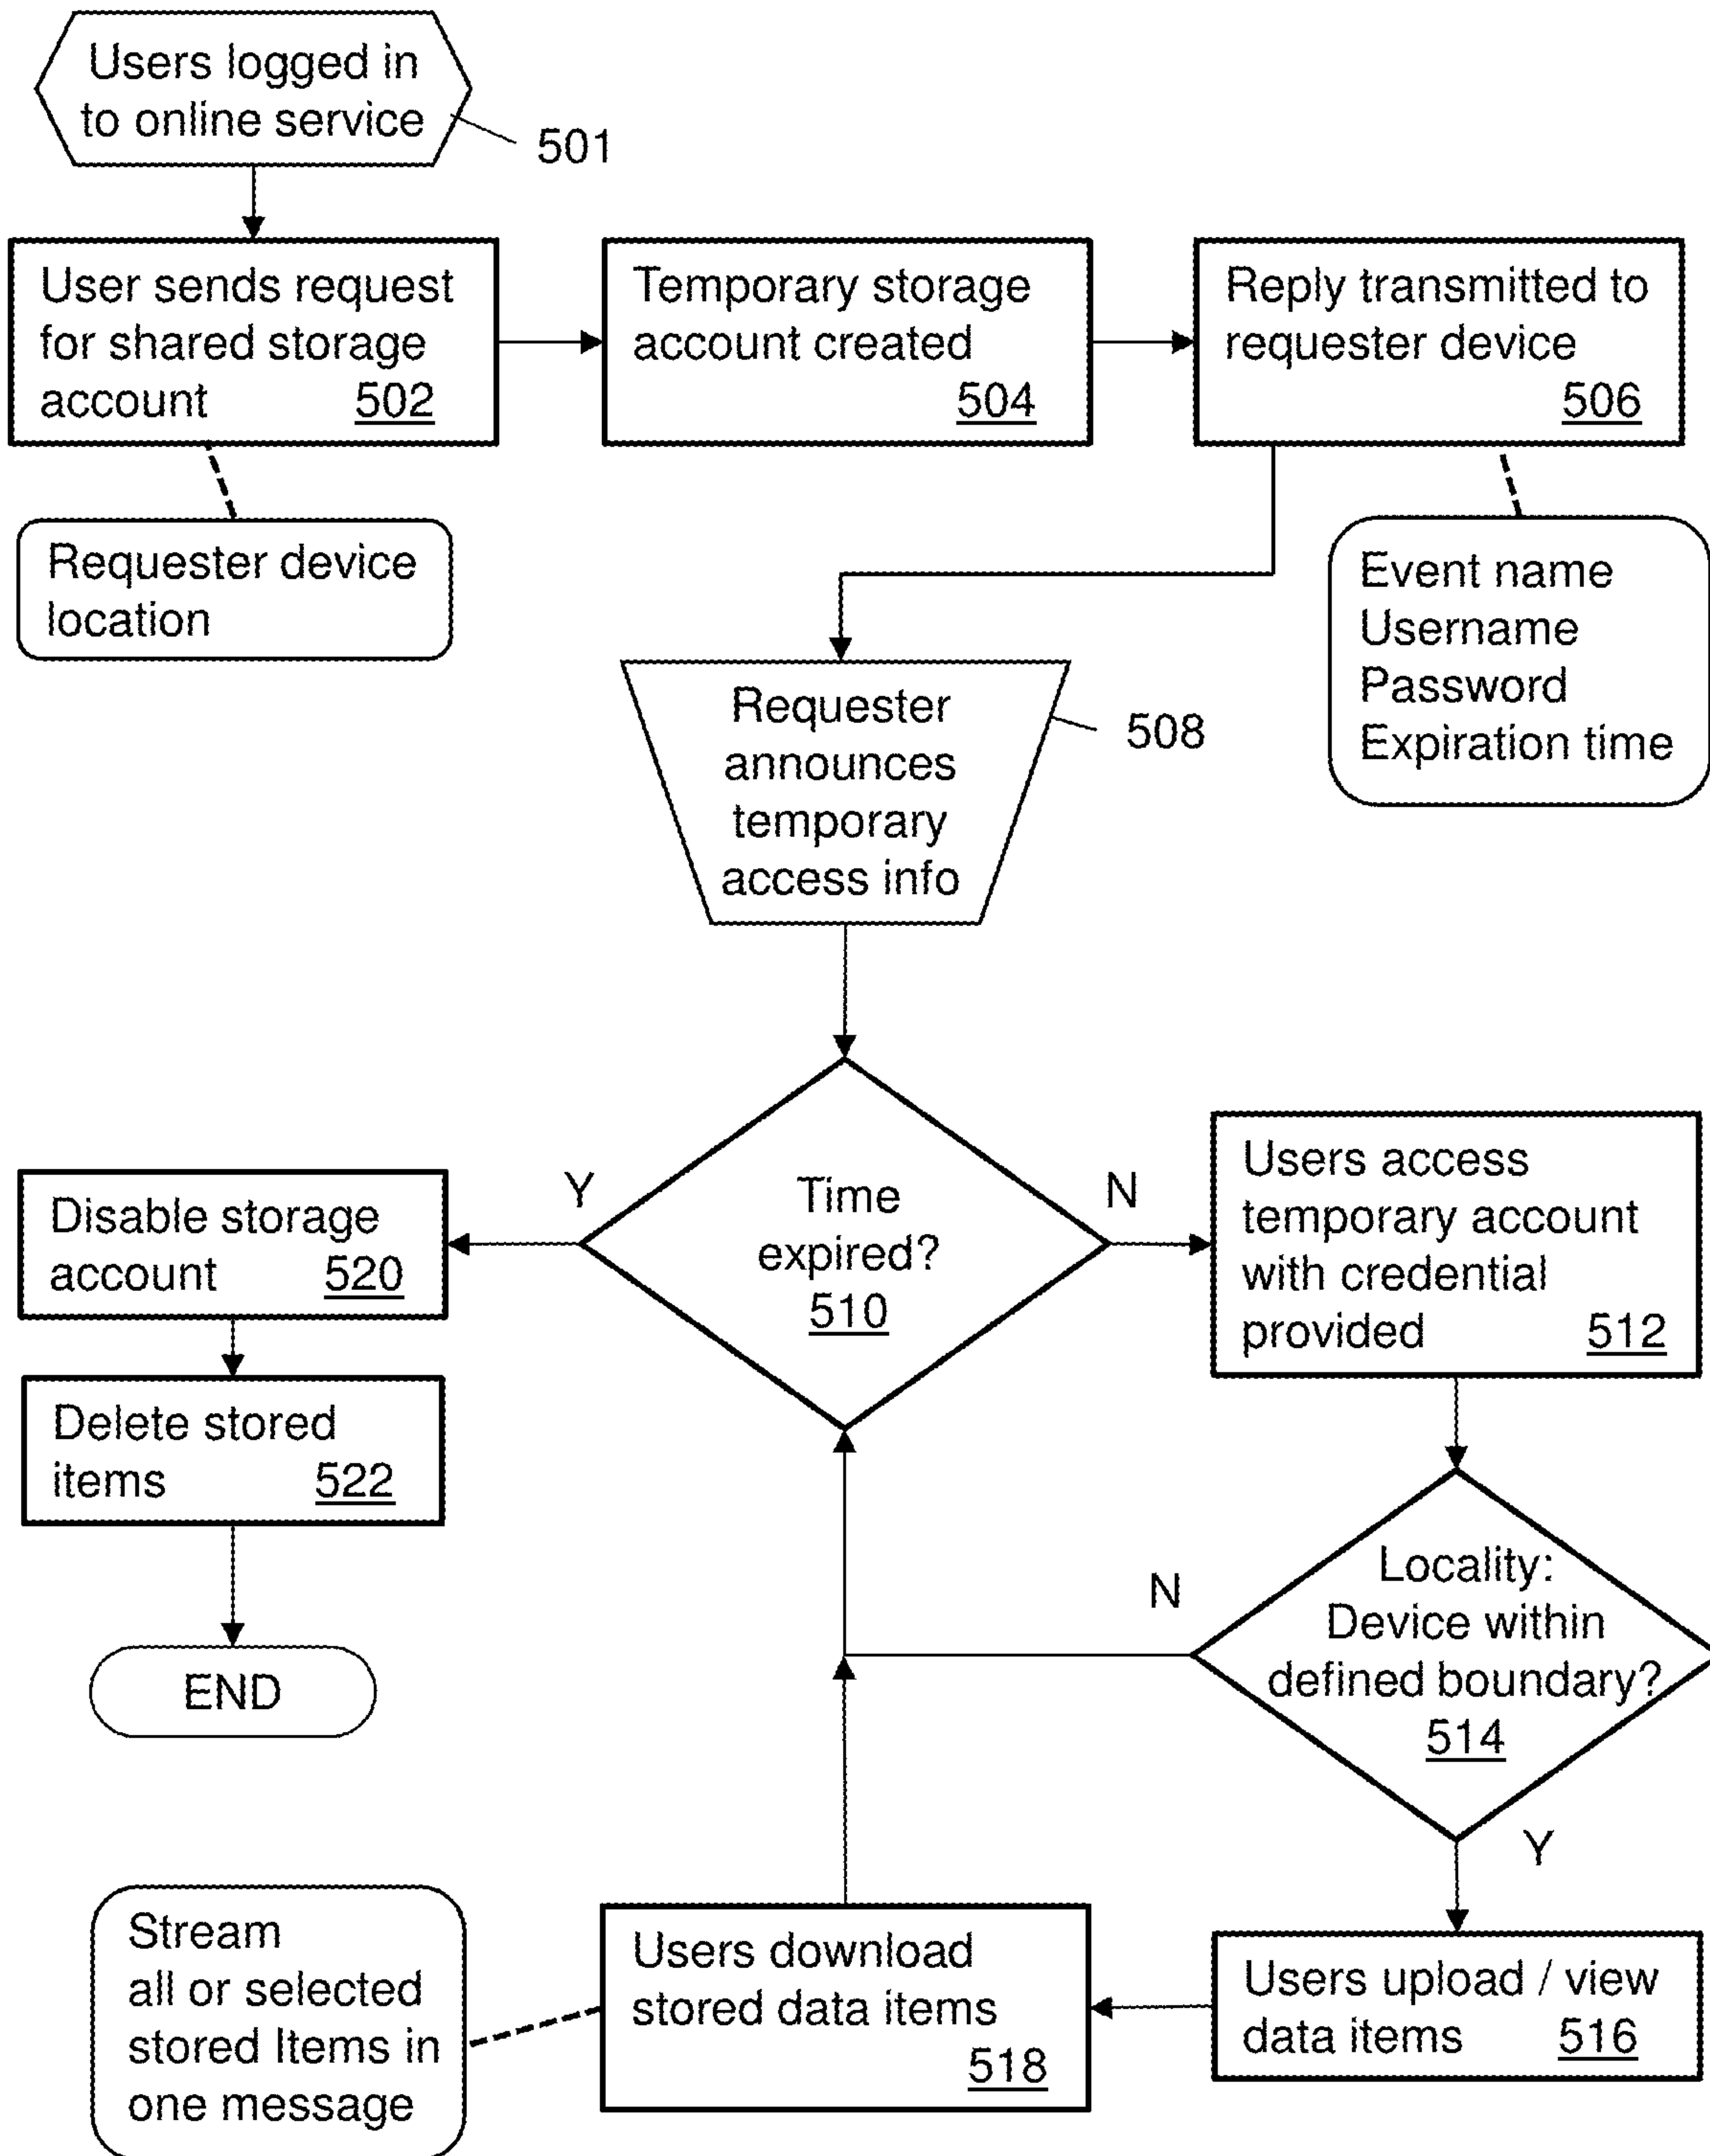 Users logged in
to online service
501
User sends request
for shared storage
account 502
Temporary storage
account created
504
Reply transmitted to
requester device
506
Requester device
location
Event name
Username
Password
Expiration time
Requester
announces
temporary
access info
508
Time
expired?
510
Y
N
Disable storage
account 520
Delete stored
items 522
END
Users access
temporary account
with credential
provided 512
Locality:
Device within
defined boundary?
514
N
Y
Users upload / view
data items 516
Users download
stored data items
518
Stream
all or selected
stored Items in
one message